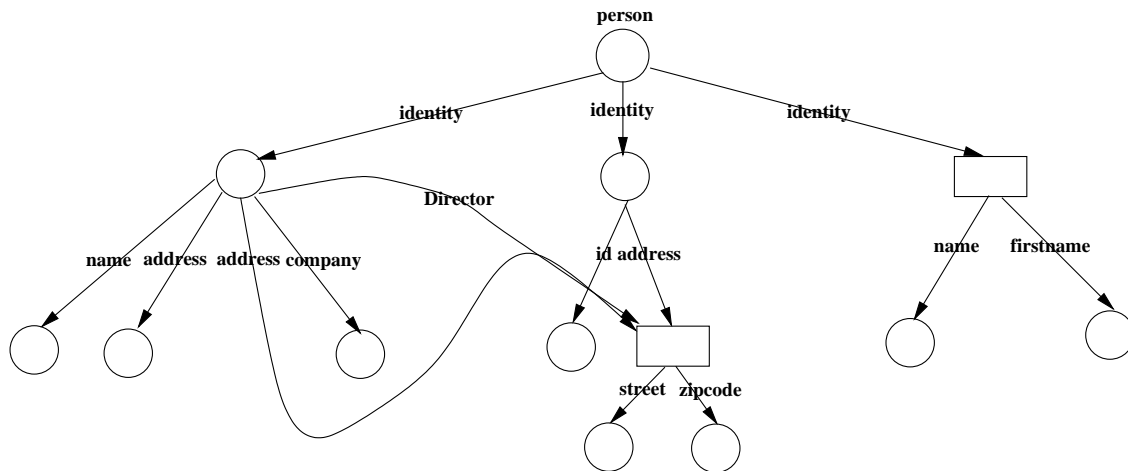 person
identity
identity
identity
Director
name
address
address
company
id
address
name
firstname
street
zipcode